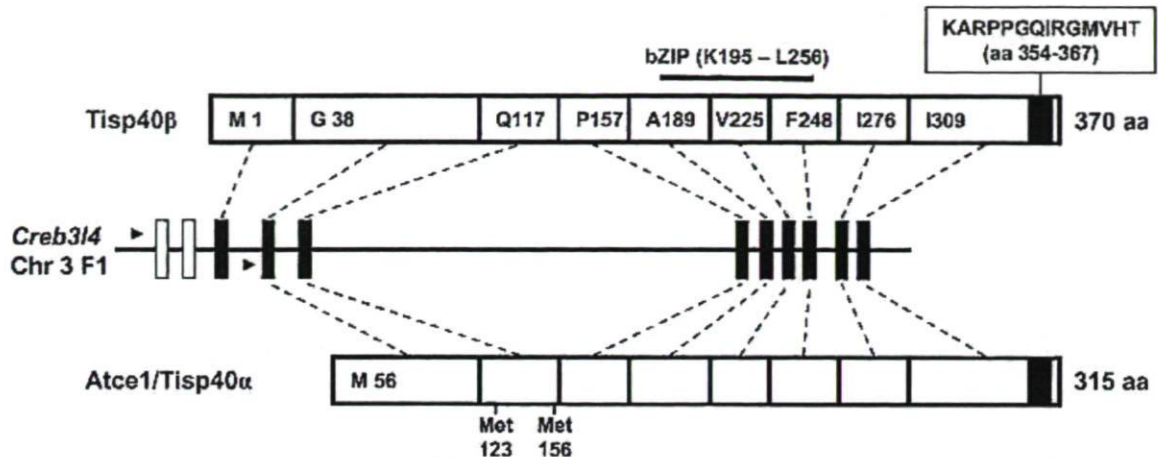 KARPPGQIRGMVHT
(aa 354-367)
bZIP (K195 – L256)
Tisp40β M 1 G 38 Q117 P157 A189 V225 F248 I276 I309 370 aa
Creb3l4
Chr 3 F1
Atce1/Tisp40α M 56 315 aa
Met Met
123 156